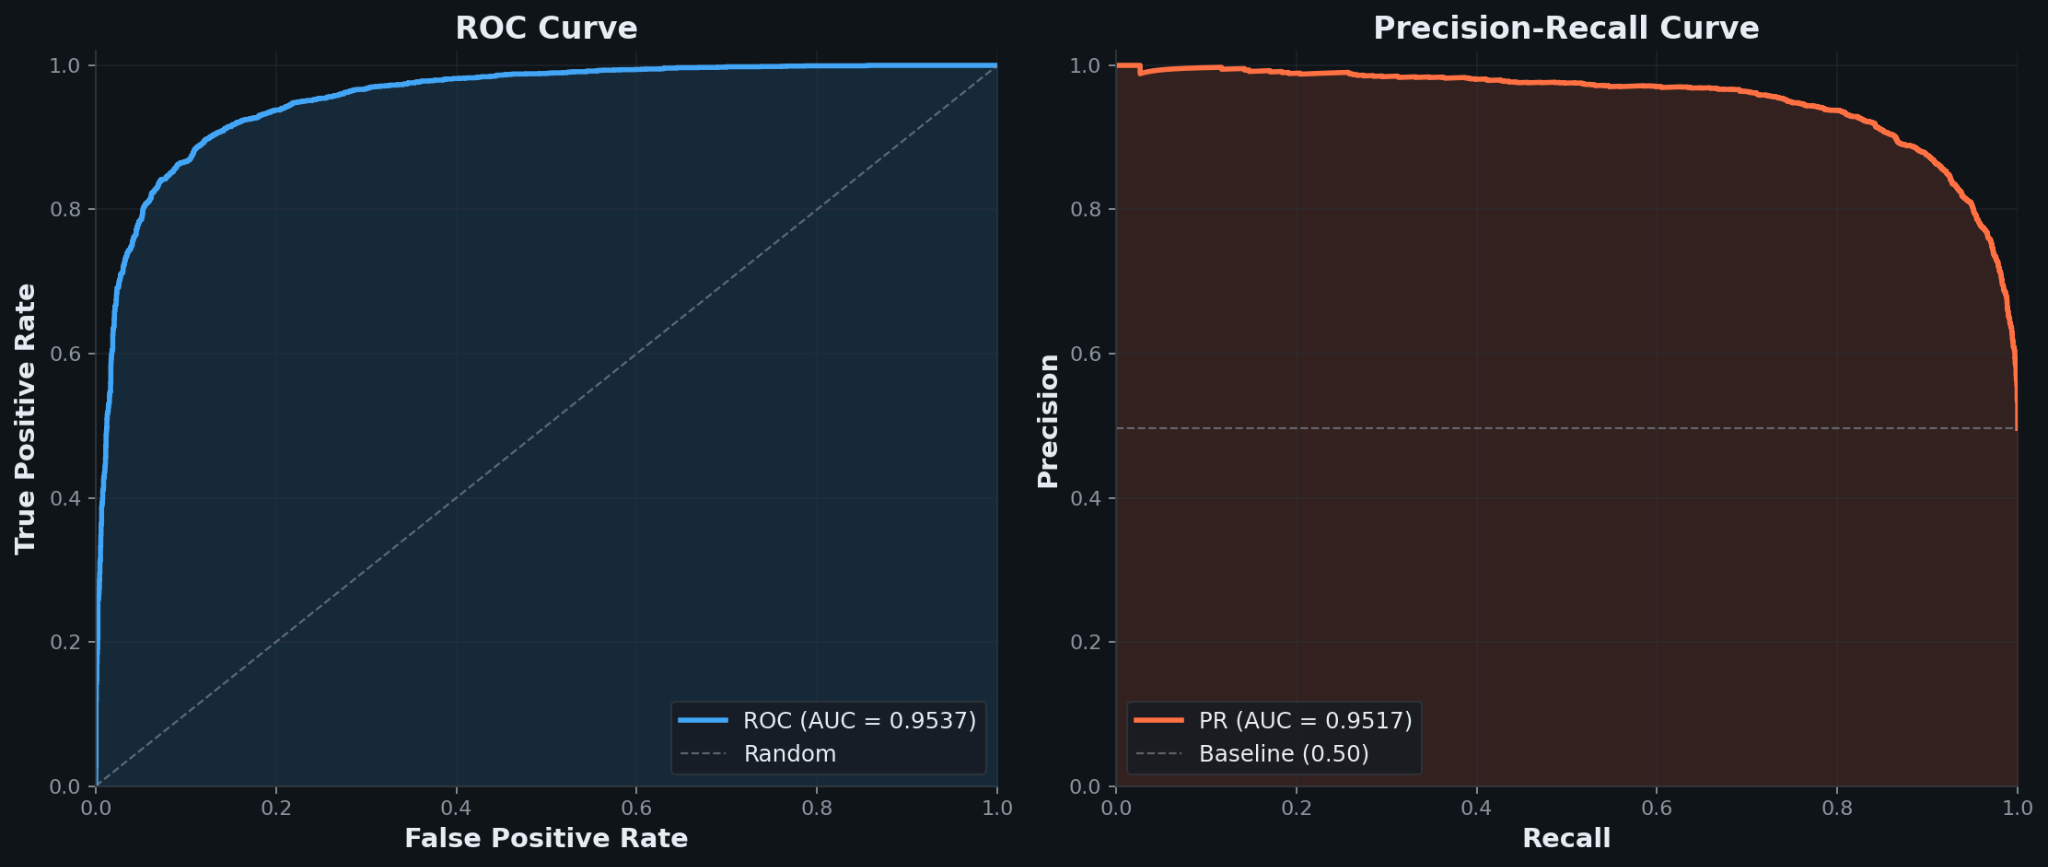 ROC Curve
1.0
0.8
0.6
0.4
0.2
0.0
True Positive Rate
0.0 0.2 0.4 0.6 0.8 1.0
False Positive Rate
ROC (AUC = 0.9537)
Random
Precision-Recall Curve
1.0
0.8
0.6
0.4
0.2
0.0
Precision
0.0 0.2 0.4 0.6 0.8 1.0
Recall
PR (AUC = 0.9517)
Baseline (0.50)